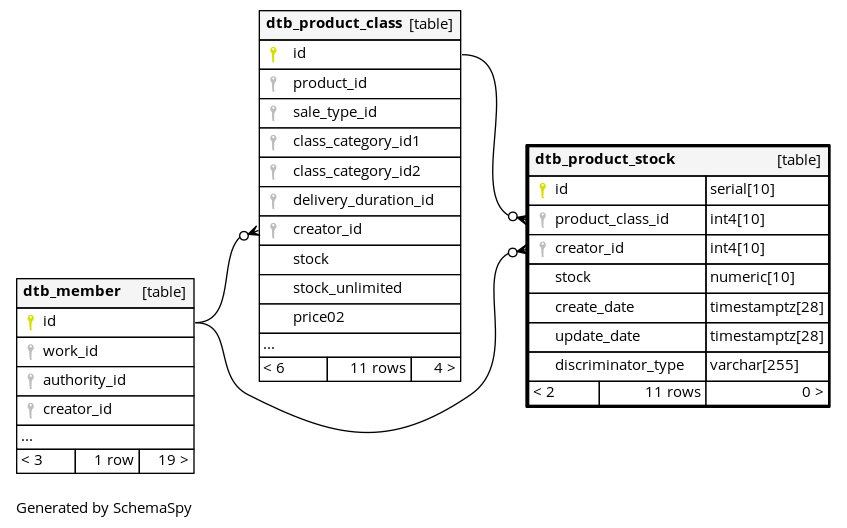 dtb_product_class [table]
id
product_id
sale_type_id
class_category_id1
class_category_id2
delivery_duration_id
creator_id
stock
stock_unlimited
price02
...
< 6 11 rows 4 >
dtb_product_stock [table]
id serial[10]
product_class_id int4[10]
creator_id int4[10]
stock numeric[10]
create_date timestamptz[28]
update_date timestamptz[28]
discriminator_type varchar[255]
< 2 11 rows 0 >
dtb_member [table]
id
work_id
authority_id
creator_id
...
< 3 1 row 19 >
Generated by SchemaSpy